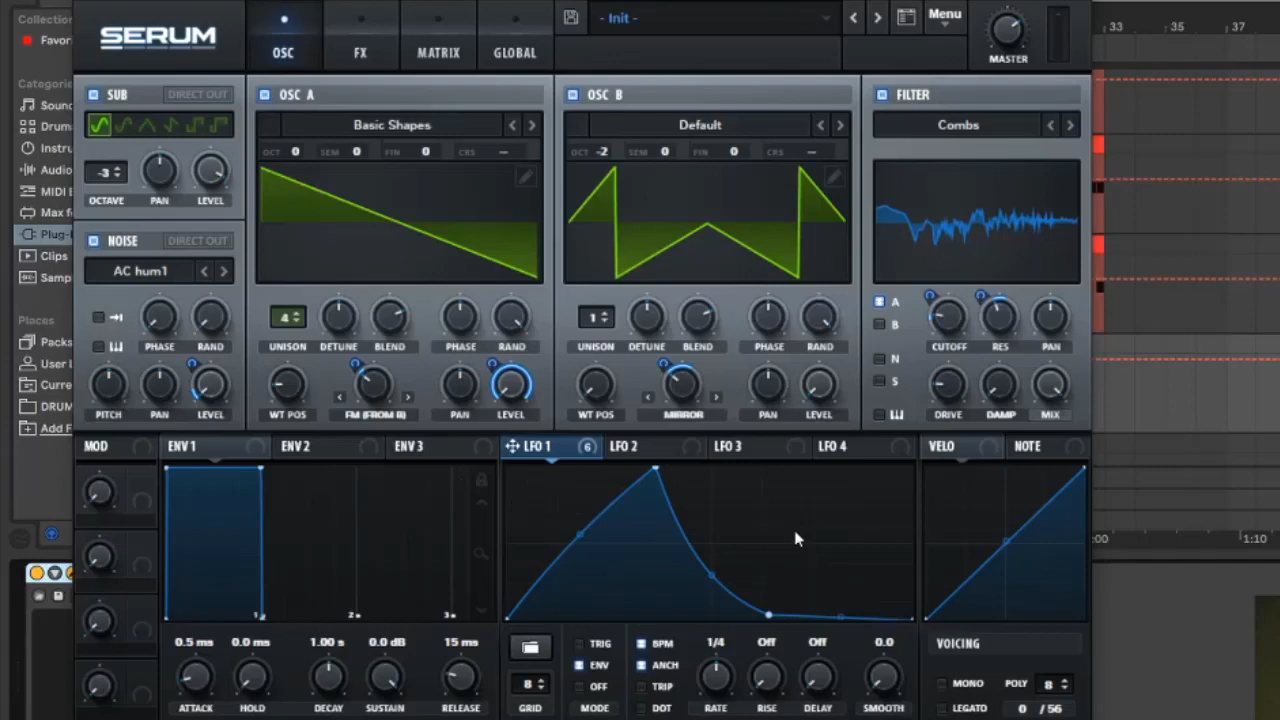 Collection
Favori
Categorie
Sound
Drum
Instru
Audio
MIDI E
Max f
Plug-I
Clips
Samp
Places
Packs
User L
Curre
DRUM
Add F
SERUM
OSC
FX
MATRIX
GLOBAL
- Init -
Menu
MASTER
33 35 37
SUB DIRECT OUT
-3
OCTAVE PAN LEVEL
NOISE DIRECT OUT
AC hum1
PHASE RAND
PITCH PAN LEVEL
OSC A
Basic Shapes
OCT 0 SEM 0 FIN 0 CRS --
4
UNISON DETUNE BLEND PHASE RAND
WT POS FM (FROM B) PAN LEVEL
OSC B
Default
OCT -2 SEM 0 FIN 0 CRS --
1
UNISON DETUNE BLEND PHASE RAND
WT POS MIRROR PAN LEVEL
FILTER
Combs
A
B
N
S
CUTOFF RES PAN
DRIVE DAMP MIX
MOD ENV 1 ENV 2 ENV 3 LFO 1 6 LFO 2 LFO 3 LFO 4 VELO NOTE
1s 2s 3s
0.5 ms 0.0 ms 1.00 s 0.0 dB 15 ms
ATTACK HOLD DECAY SUSTAIN RELEASE
8
GRID
TRIG
ENV
OFF
MODE
BPM
ANCH
TRIP
DOT
1/4 Off Off 0.0
RATE RISE DELAY SMOOTH
VOICING
MONO POLY 8
LEGATO 0 / 56
:00 1:10